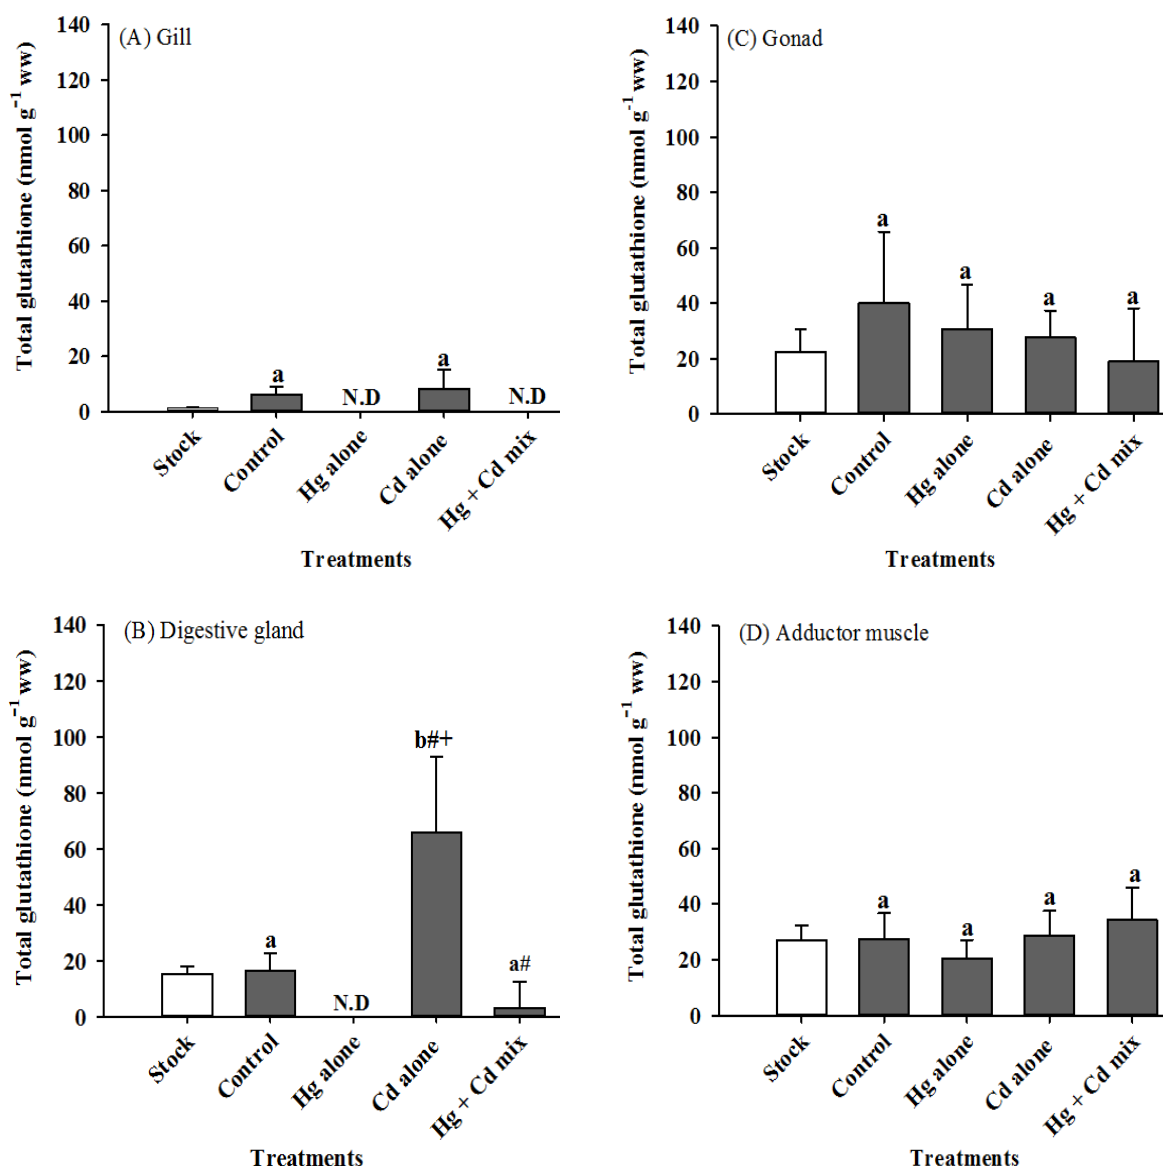 (A) Gill
Total glutathione (nmol g⁻¹ ww)
140
120
100
80
60
40
20
0
a
N.D
a
N.D
Stock
Control
Hg alone
Cd alone
Hg + Cd mix
Treatments
(C) Gonad
Total glutathione (nmol g⁻¹ ww)
140
120
100
80
60
40
20
0
a
a
a
a
Stock
Control
Hg alone
Cd alone
Hg + Cd mix
Treatments
(B) Digestive gland
Total glutathione (nmol g⁻¹ ww)
140
120
100
80
60
40
20
0
a
N.D
b#+
a#
Stock
Control
Hg alone
Cd alone
Hg + Cd mix
Treatments
(D) Adductor muscle
Total glutathione (nmol g⁻¹ ww)
140
120
100
80
60
40
20
0
a
a
a
a
Stock
Control
Hg alone
Cd alone
Hg + Cd mix
Treatments